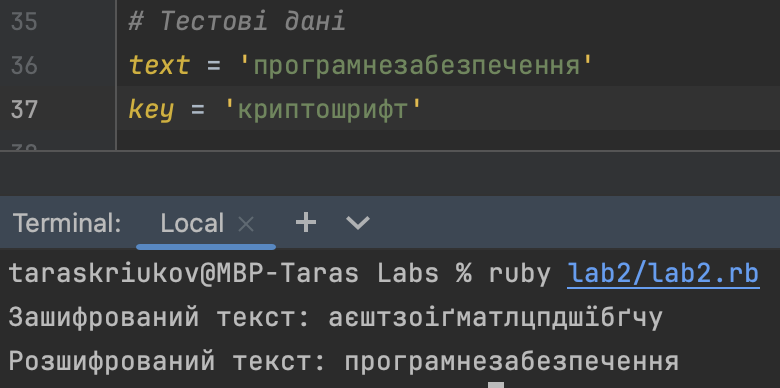 35 # Тестові дані
36 text = 'програмнезабезпечення'
37 key = 'криптошрифт'
38
Terminal: Local × +
taraskriukov@MBP-Taras Labs % ruby lab2/lab2.rb
Зашифрований текст: аєштзоіґматлцпдшїбґчу
Розшифрований текст: програмнезабезпечення